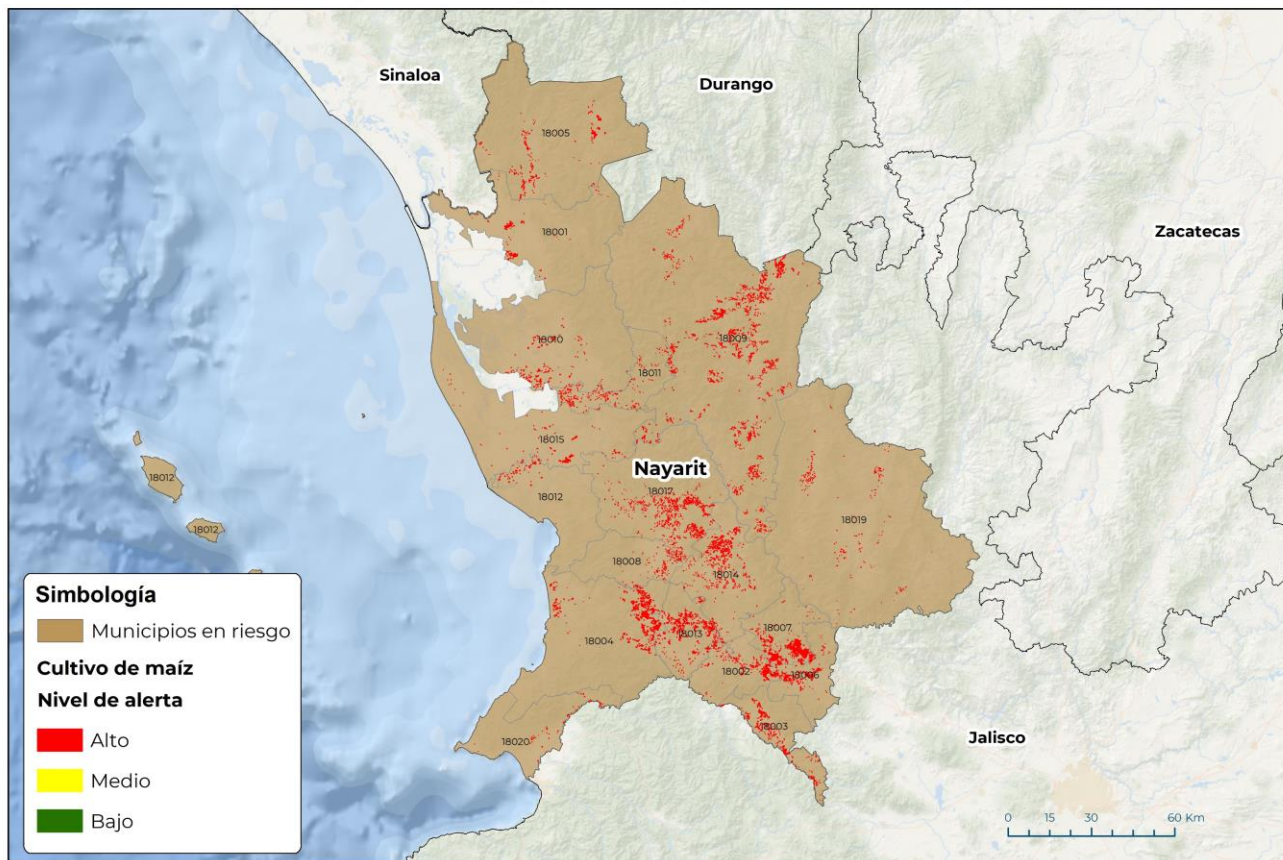 Sinaloa
Durango
Zacatecas
18005
18001
18010
18009
18011
18015
Nayarit
18012
18017
18012
18012
18019
18008
18014
18004
18013
18007
18002
18006
18003
18020
Jalisco
Simbología
Municipios en riesgo
Cultivo de maíz
Nivel de alerta
Alto
Medio
Bajo
0 15 30 60 Km